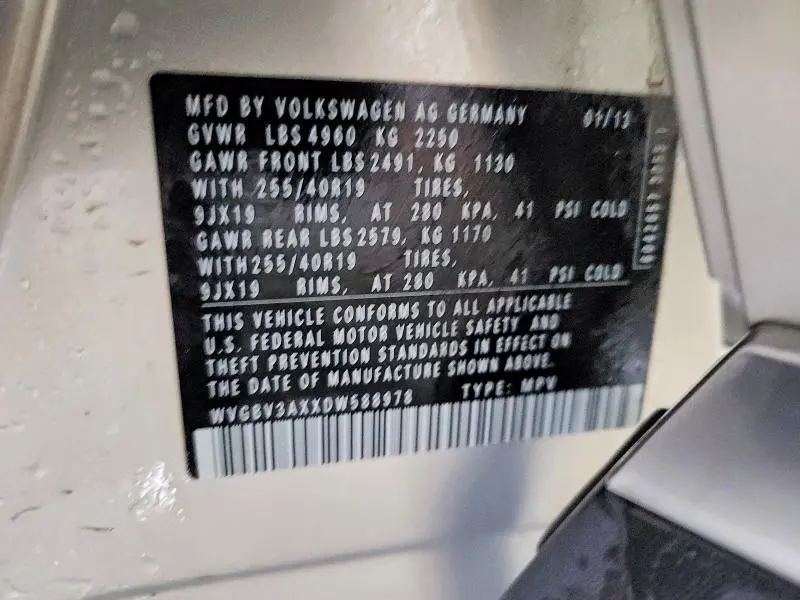 MFD BY VOLKSWAGEN AG GERMANY 01/13
GVWR LBS 4960 KG 2250
GAWR FRONT LBS 2491, KG 1130
WITH 255/40R19 TIRES,
9JX19 RIMS, AT 280 KPA, 41 PSI COLD
GAWR REAR LBS 2579, KG 1170
WITH 255/40R19 TIRES,
9JX19 RIMS, AT 280 KPA, 41 PSI COLD
THIS VEHICLE CONFORMS TO ALL APPLICABLE
U.S. FEDERAL MOTOR VEHICLE SAFETY AND
THEFT PREVENTION STANDARDS IN EFFECT ON
THE DATE OF MANUFACTURE SHOWN ABOVE.
WVGBV3AXXDW588978 TYPE: MPV